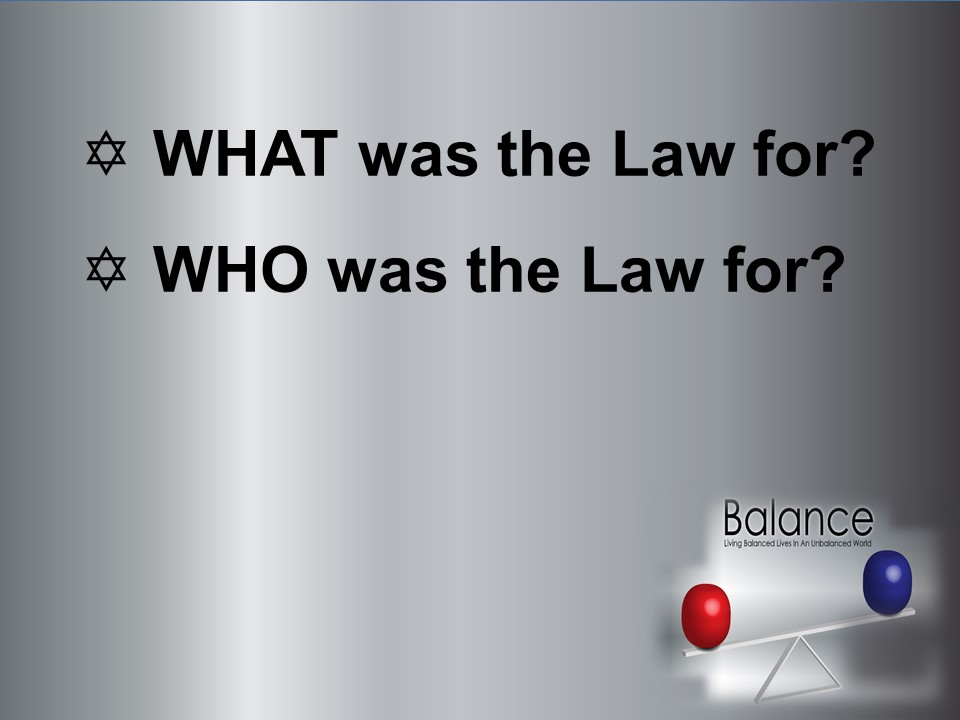 ✡ WHAT was the Law for?
✡ WHO was the Law for?
Balance
Living Balanced Lives In An Unbalanced World